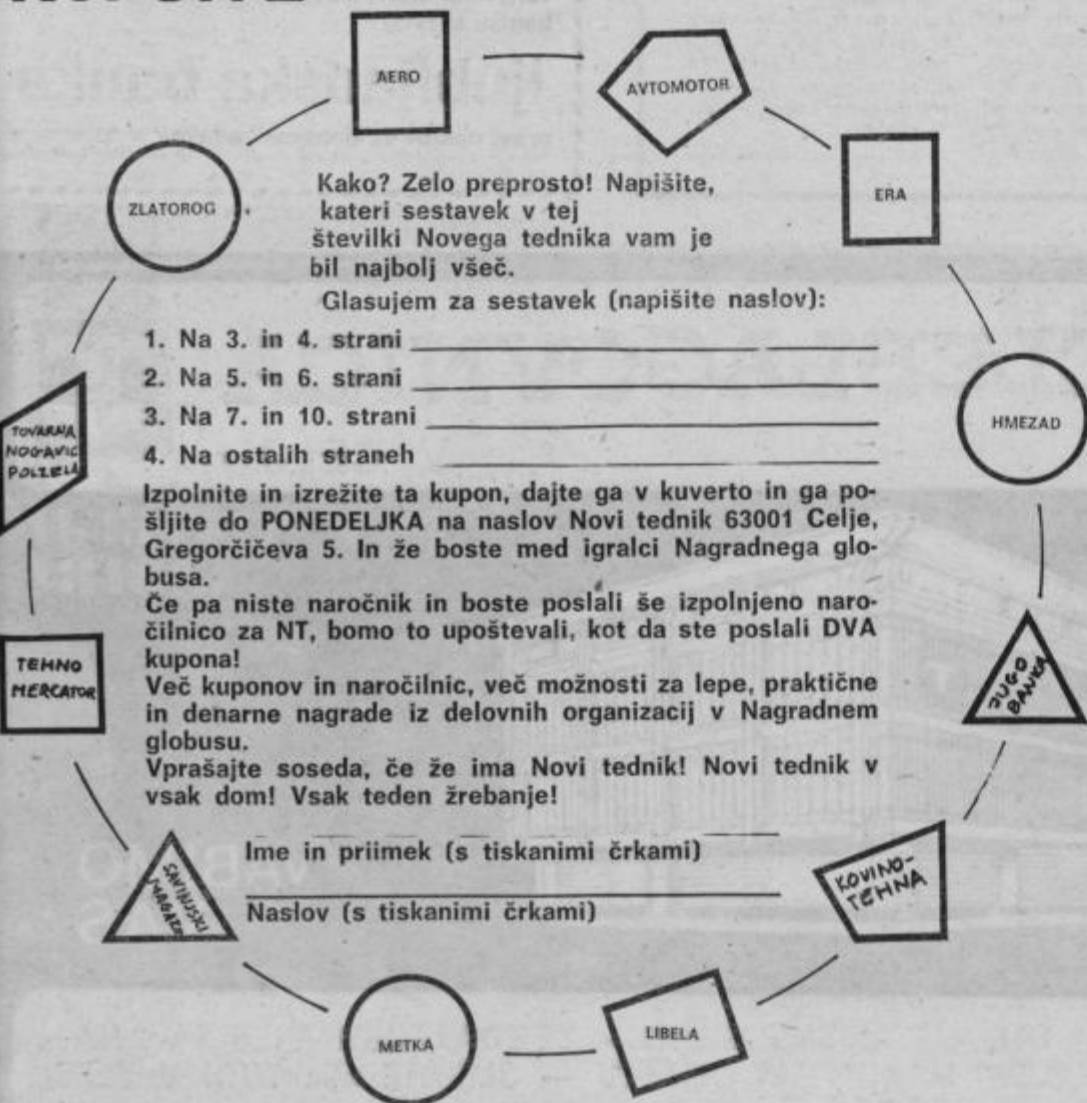 AERO
AVTOMOTOR
ERA
HMEZAD
JUGO
BANKA
KOVINO-
TEHNA
LIBELA
METKA
SAVINJSKI
MAGAZIN
TEHNO
MERCATOR
TOVARNA
NOGAVIC
POLZELA
ZLATOROG
Kako? Zelo preprosto! Napišite,
kateri sestavek v tej
številki Novega tednika vam je
bil najbolj všeč.
Glasujem za sestavek (napišite naslov):
1. Na 3. in 4. strani
2. Na 5. in 6. strani
3. Na 7. in 10. strani
4. Na ostalih straneh
Izpolnite in izrežite ta kupon, dajte ga v kuverto in ga po-
šljite do PONEDELJKA na naslov Novi tednik 63001 Celje,
Gregorčičeva 5. In že boste med igralci Nagradnega glo-
busa.
Če pa niste naročnik in boste poslali še izpolnjeno naro-
čilnico za NT, bomo to upoštevali, kot da ste poslali DVA
kupona!
Več kuponov in naročilnic, več možnosti za lepe, praktične
in denarne nagrade iz delovnih organizacij v Nagradnem
globusu.
Vprašajte soseda, če že ima Novi tednik! Novi tednik v
vsak dom! Vsak teden žrebanje!
Ime in priimek (s tiskanimi črkami)
Naslov (s tiskanimi črkami)